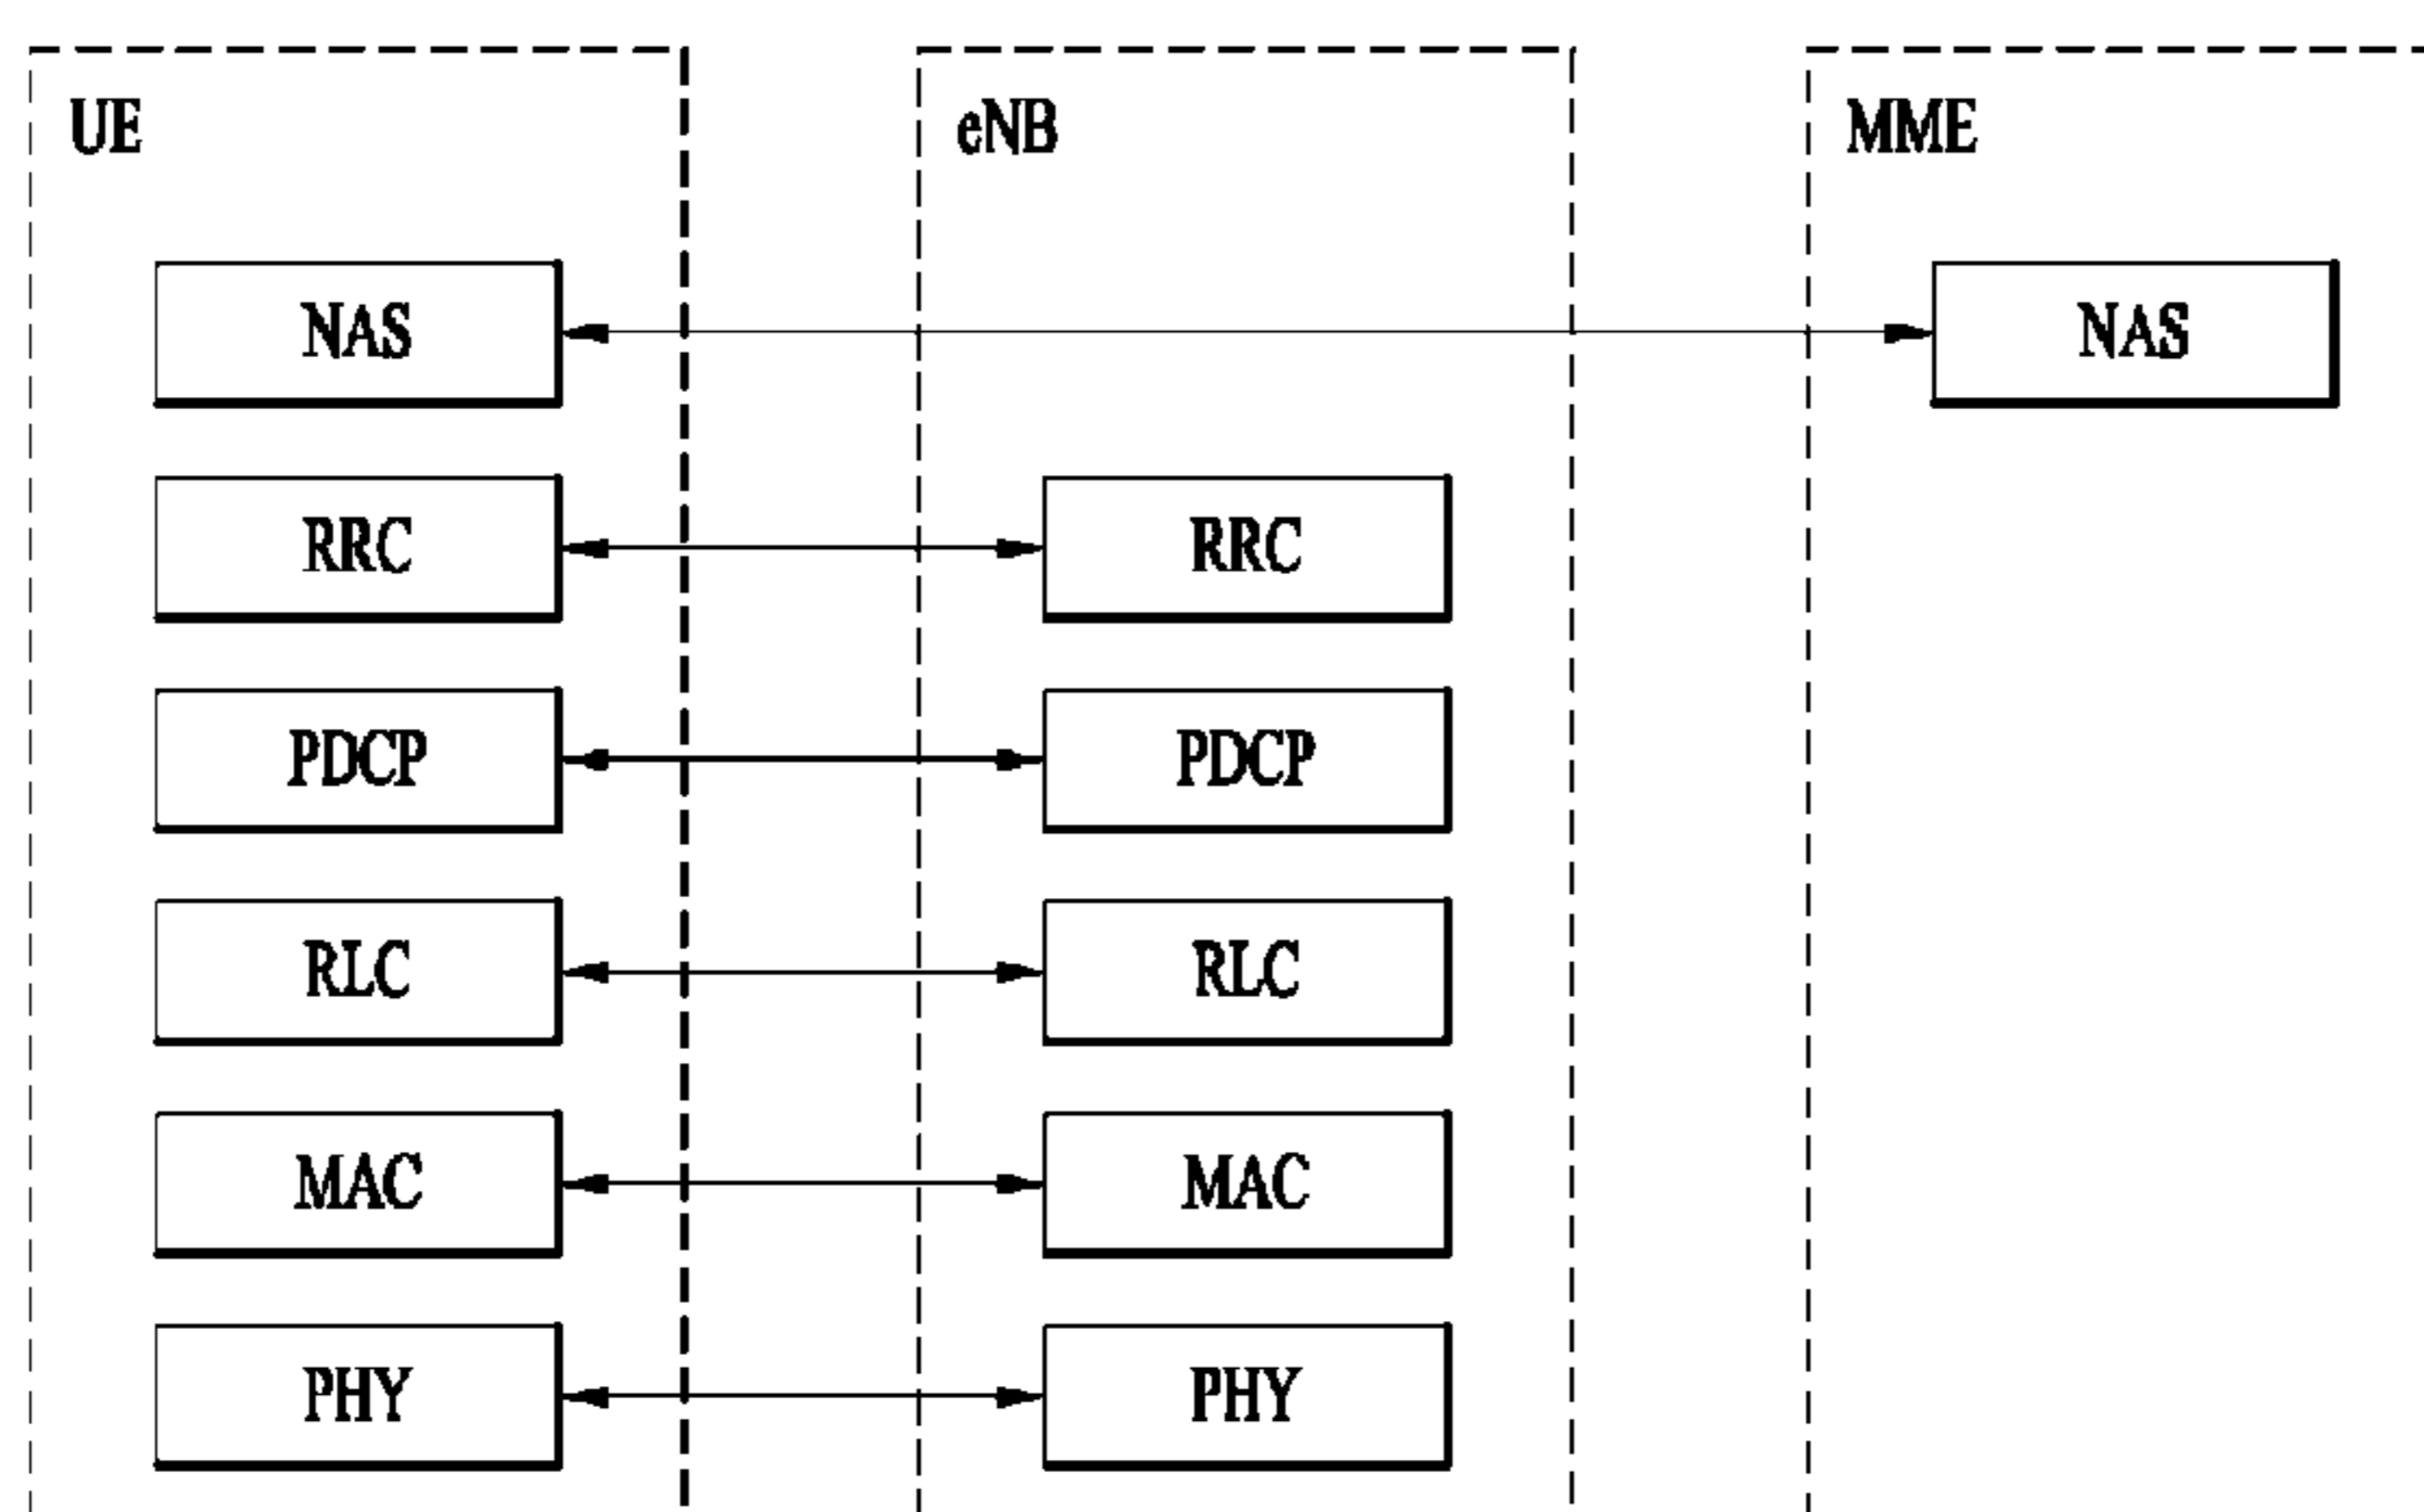 UE eNB MME
NAS NAS
RRC RRC
PDCP PDCP
RLC RLC
MAC MAC
PHY PHY